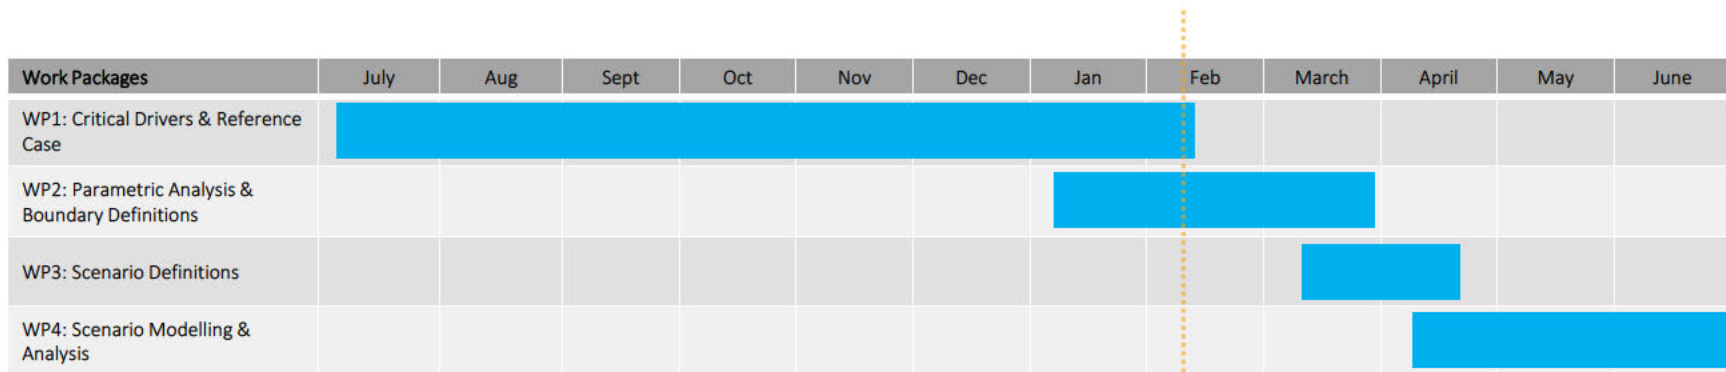 Work Packages July Aug Sept Oct Nov Dec Jan Feb March April May June
WP1: Critical Drivers & Reference
Case
WP2: Parametric Analysis &
Boundary Definitions
WP3: Scenario Definitions
WP4: Scenario Modelling &
Analysis